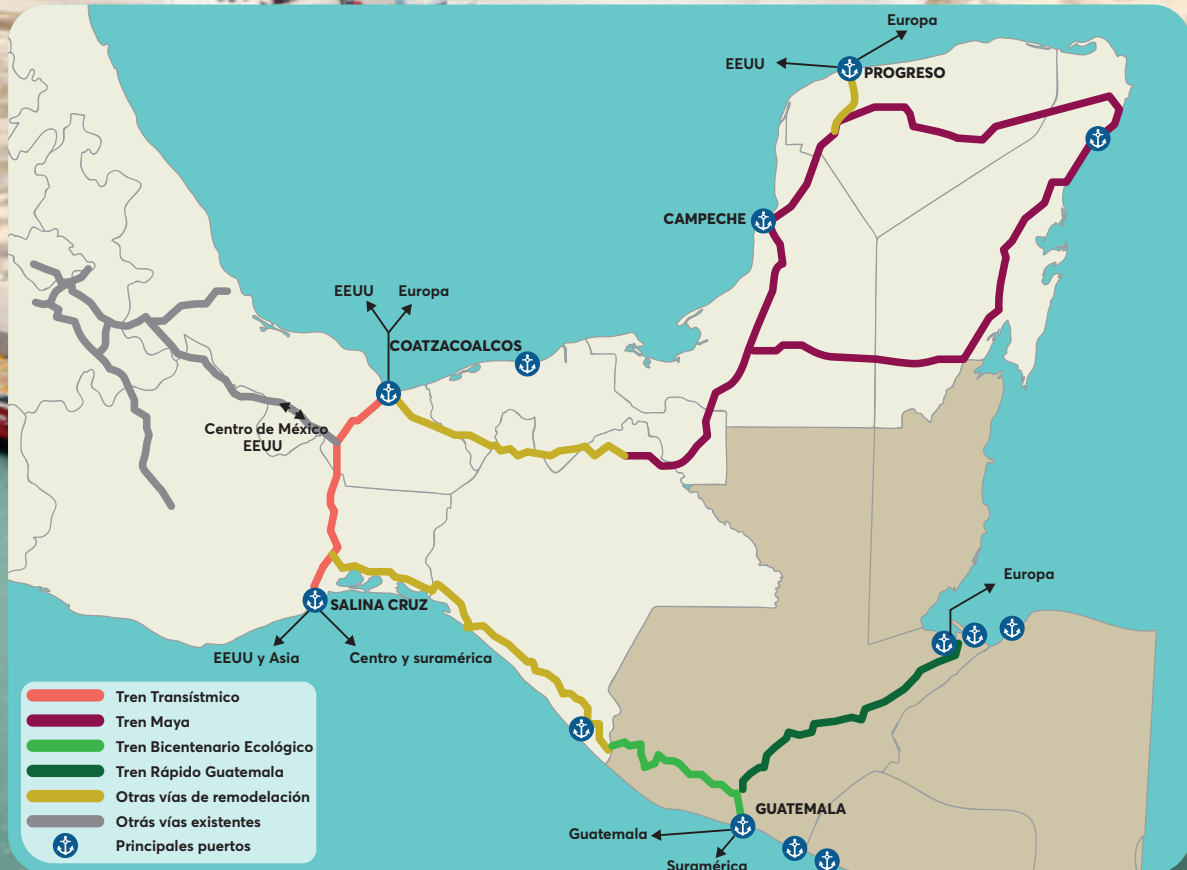 Europa
EEUU
PROGRESO
CAMPECHE
EEUU
Europa
COATZACOALCOS
Centro de México
EEUU
Europa
SALINA CRUZ
EEUU y Asia
Centro y suramérica
Tren Transístmico
Tren Maya
Tren Bicentenario Ecológico
Tren Rápido Guatemala
Otras vías de remodelación
Otrás vías existentes
Principales puertos
GUATEMALA
Guatemala
Suramérica